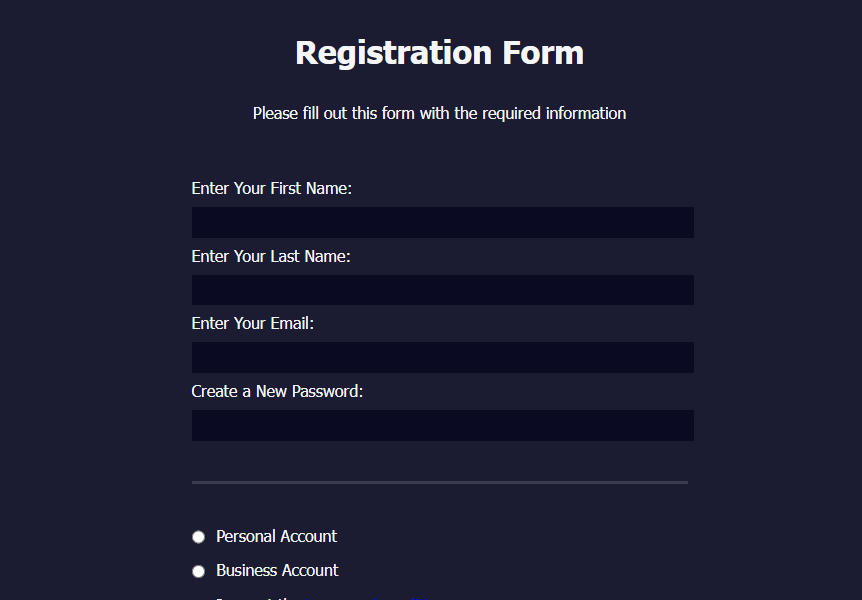 Registration Form
Please fill out this form with the required information
Enter Your First Name:
Enter Your Last Name:
Enter Your Email:
Create a New Password:
Personal Account
Business Account